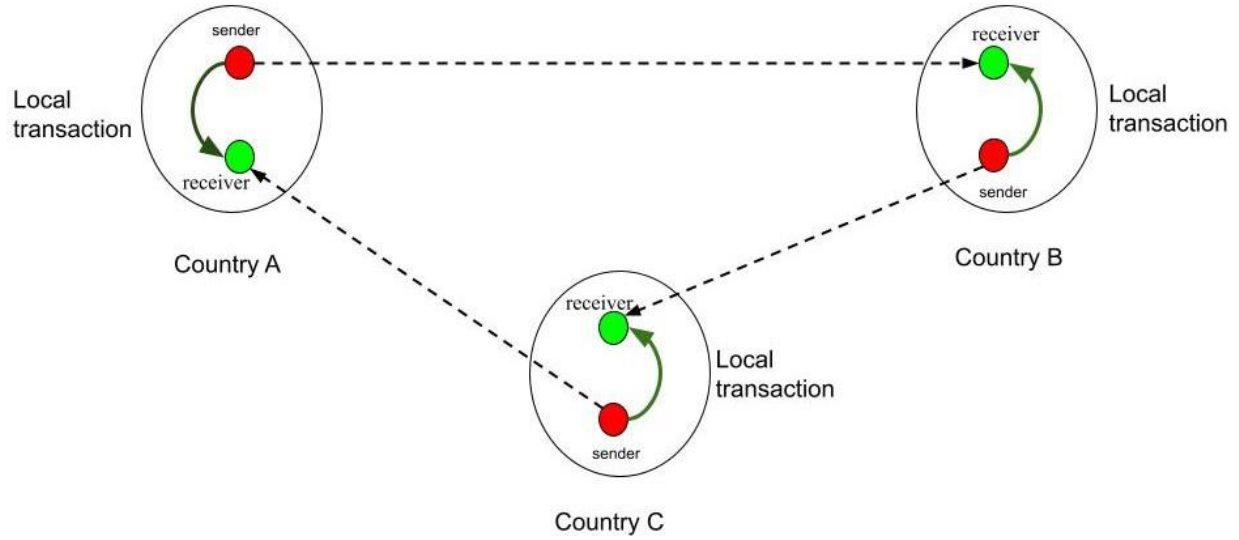 sender
receiver
Local
transaction
Local
transaction
receiver
sender
Country A
Country B
receiver
Local
transaction
sender
Country C